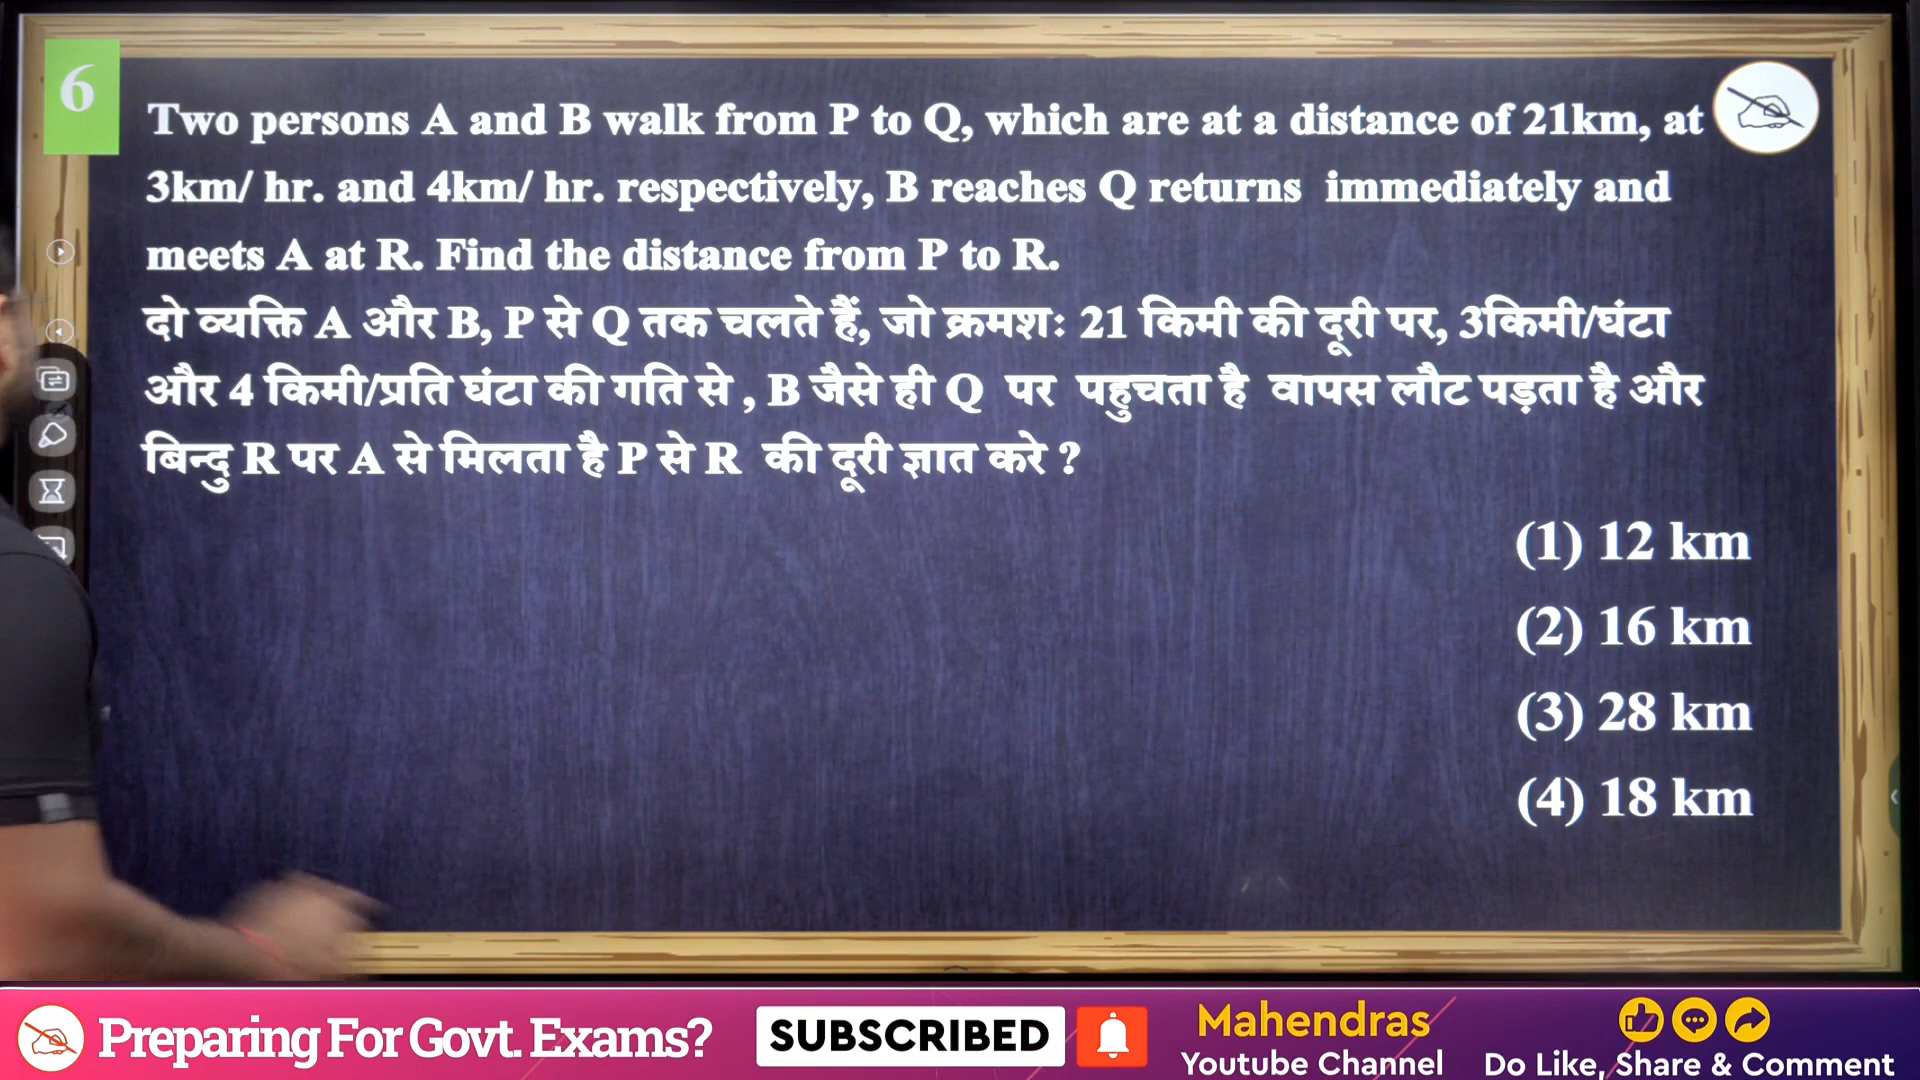 6
Two persons A and B walk from P to Q, which are at a distance of 21km, at
3km/ hr. and 4km/ hr. respectively, B reaches Q returns immediately and
meets A at R. Find the distance from P to R.
दो व्यक्ति A और B, P से Q तक चलते हैं, जो क्रमशः 21 किमी की दूरी पर, 3किमी/घंटा
और 4 किमी/प्रति घंटा की गति से , B जैसे ही Q पर पहुचता है वापस लौट पड़ता है और
बिन्दु R पर A से मिलता है P से R की दूरी ज्ञात करे ?
(1) 12 km
(2) 16 km
(3) 28 km
(4) 18 km
Preparing For Govt. Exams?
SUBSCRIBED
Mahendras
Youtube Channel
Do Like, Share & Comment